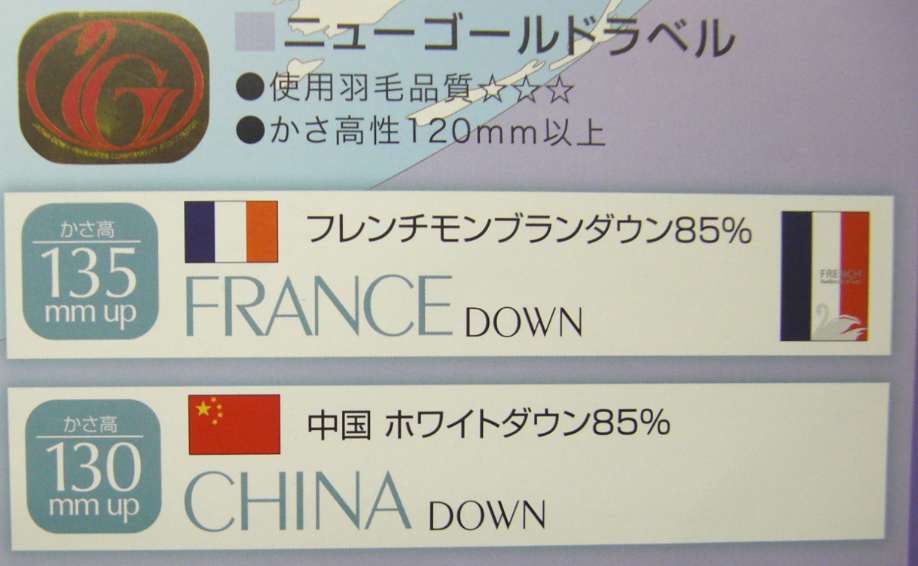 ニューゴールドラベル
●使用羽毛品質☆☆☆
●かさ高性120mm以上
かさ高
135
mm up
フレンチモンブランダウン85%
FRANCE DOWN
FRENCH
かさ高
130
mm up
中国 ホワイトダウン85%
CHINA DOWN